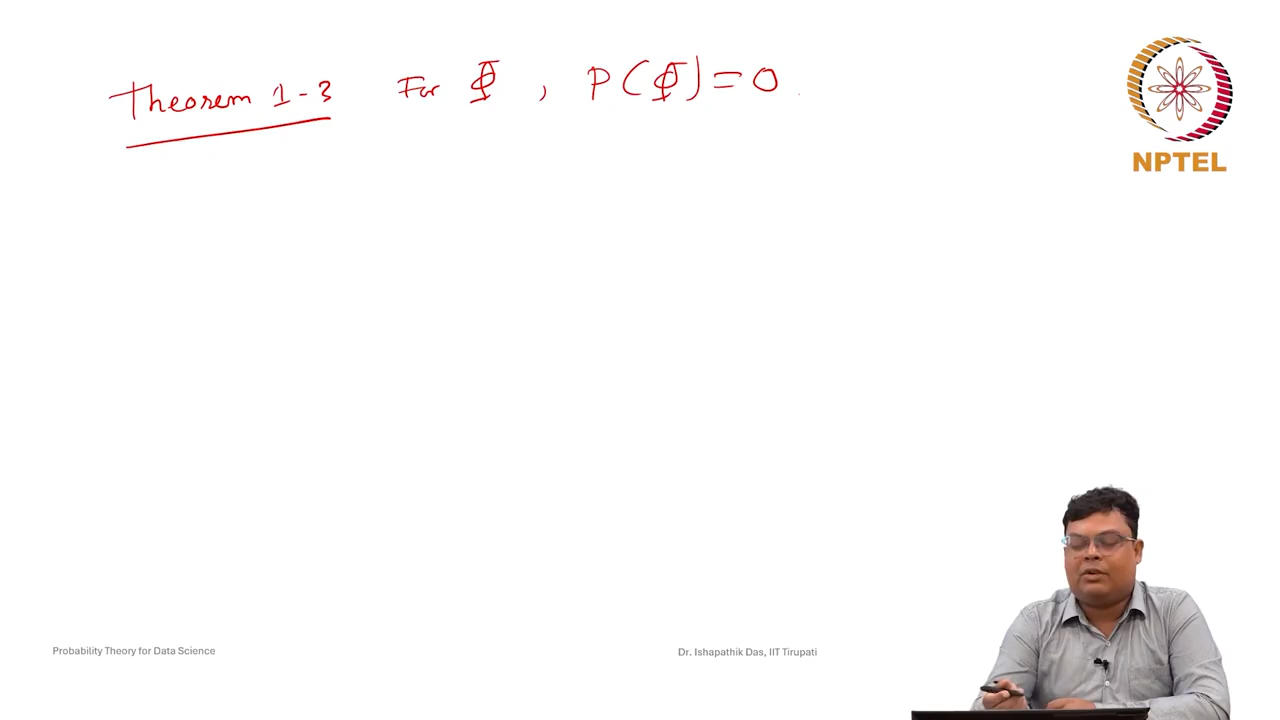 Theorem 1-3 For Φ , P(Φ) = 0
NPTEL
Probability Theory for Data Science
Dr. Ishapathik Das, IIT Tirupati